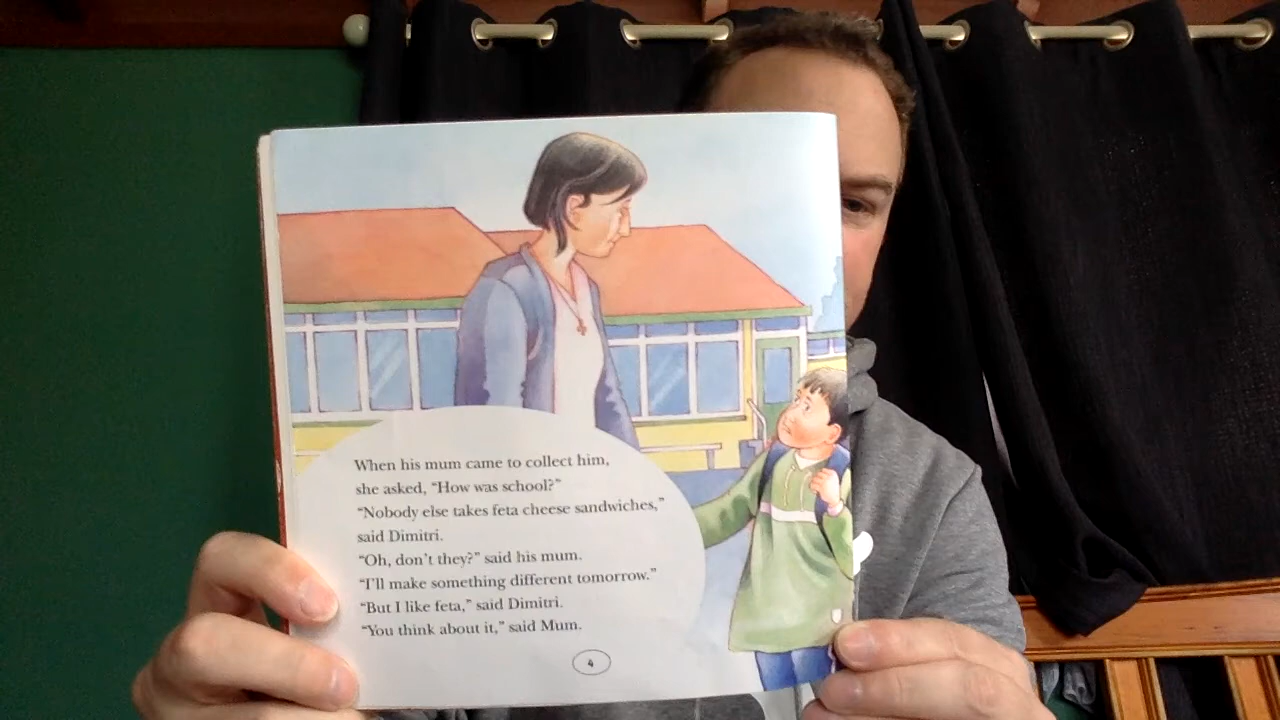 When his mum came to collect him,
she asked, “How was school?”
“Nobody else takes feta cheese sandwiches,”
said Dimitri.
“Oh, don’t they?” said his mum.
“I’ll make something different tomorrow.”
“But I like feta,” said Dimitri.
“You think about it,” said Mum.
4